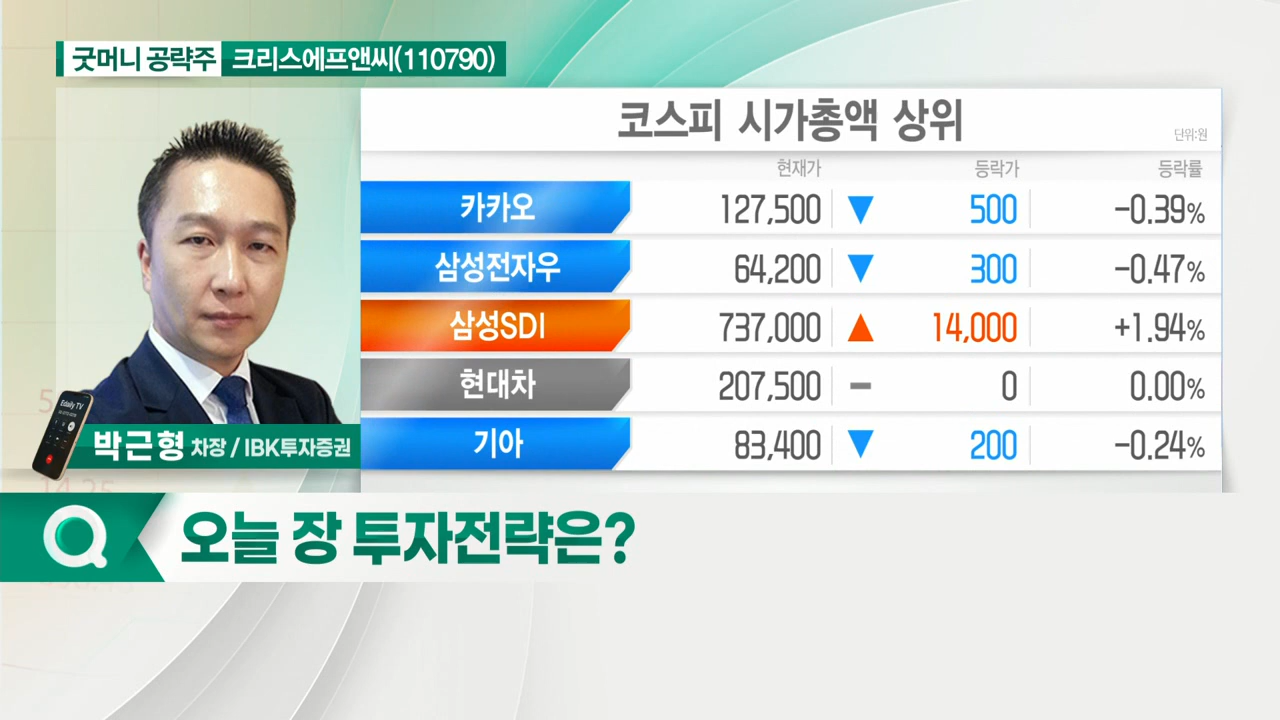 굿머니 공략주 크리스에프앤씨(110790)
코스피 시가총액 상위
단위:원
현재가 등락가 등락률
카카오 127,500 ▼ 500 -0.39%
삼성전자우 64,200 ▼ 300 -0.47%
삼성SDI 737,000 ▲ 14,000 +1.94%
현대차 207,500 - 0 0.00%
기아 83,400 ▼ 200 -0.24%
Edaily TV
박근형 차장 / IBK투자증권
Q 오늘 장 투자전략은?